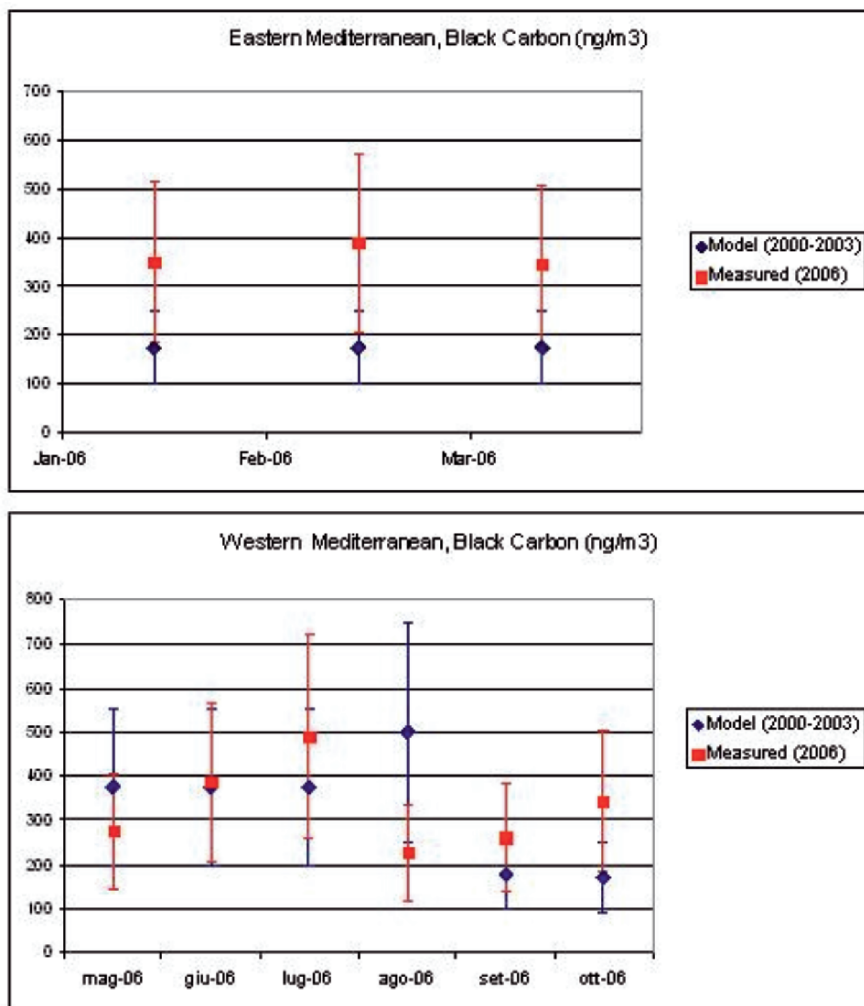 Eastern Mediterranean, Black Carbon (ng/m3)
700
600
500
400
300
200
100
0
Jan-06 Feb-06 Mar-06
Model (2000-2003)
Measured (2006)
Western Mediterranean, Black Carbon (ng/m3)
800
700
600
500
400
300
200
100
0
mag-06 giu-06 lug-06 ago-06 set-06 ott-06
Model (2000-2003)
Measured (2006)